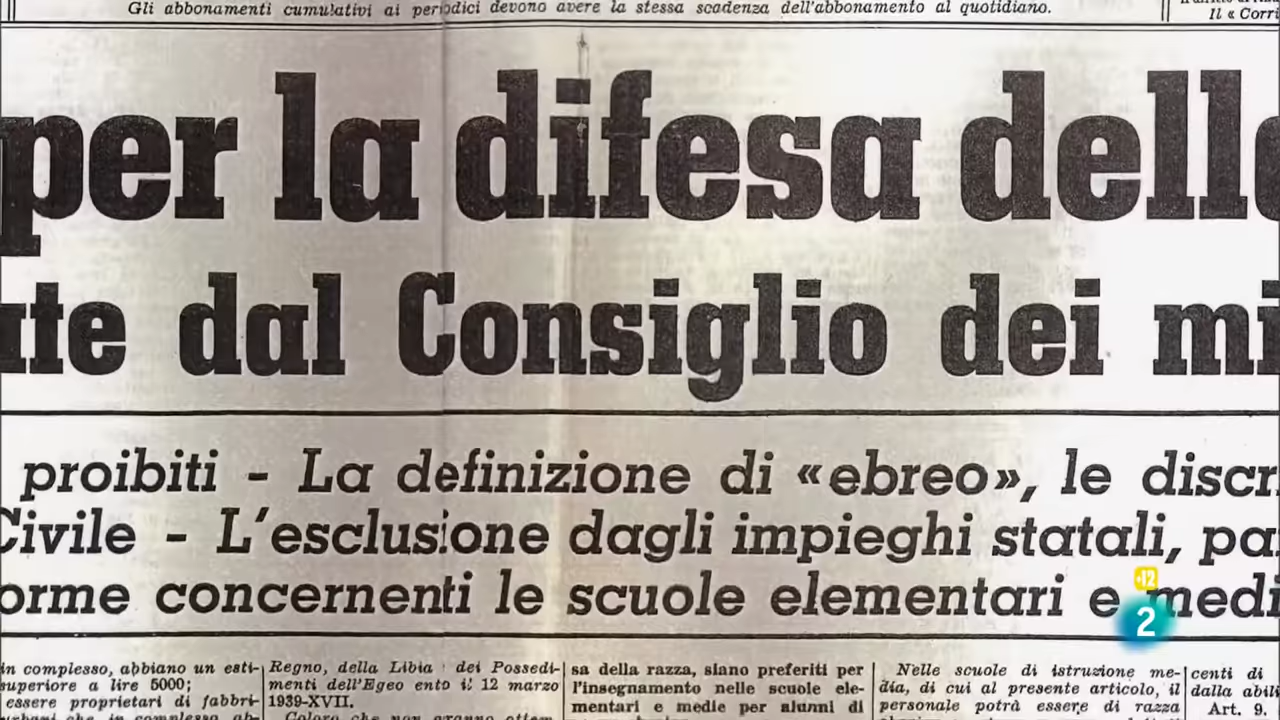 Gli abbonamenti cumulativi ai periodici devono avere la stessa scadenza dell'abbonamento al quotidiano.
Il « Corri
per la difesa dell
te dal Consiglio dei mi
proibiti - La definizione di «ebreo», le discr
Civile - L'esclusione dagli impieghi statali, pa
orme concernenti le scuole elementari e medi
+12
2
in complesso, abbiano un esti-
superiore a lire 5000;
essere proprietari di fabbri-
Regno, della Libia dei Possedi-
menti dell'Egeo ento il 12 marzo
1939-XVII.
Coloro che non
sa della razza, siano preferiti per
l'insegnamento nelle scuole ele-
mentari e medie per alunni di
Nelle scuole di istruzione me-
dia, di cui al presente articolo, il
personale potrà essere di razza
centi di
dalla abili
Art. 9.